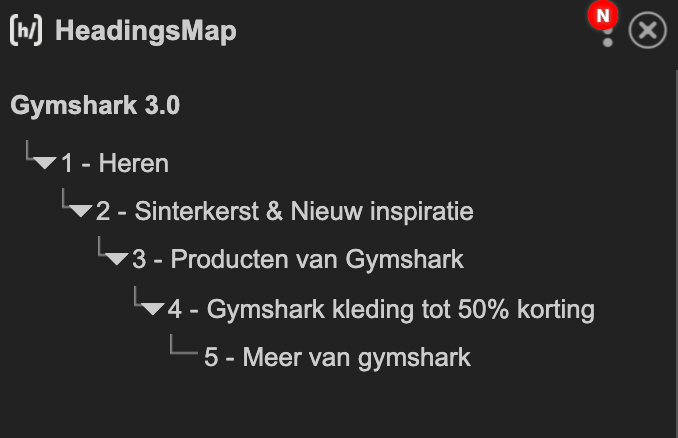 [h/] HeadingsMap
N
Gymshark 3.0
1 - Heren
2 - Sinterkerst & Nieuw inspiratie
3 - Producten van Gymshark
4 - Gymshark kleding tot 50% korting
5 - Meer van gymshark